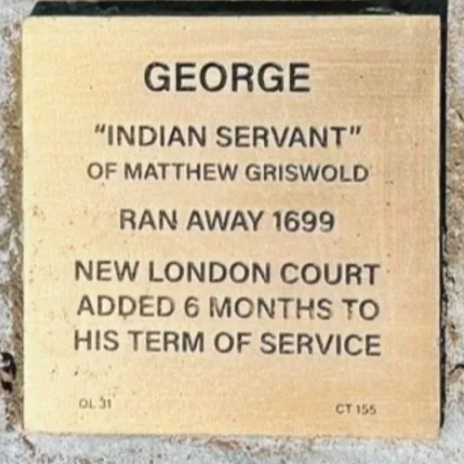 GEORGE
“INDIAN SERVANT”
OF MATTHEW GRISWOLD
RAN AWAY 1699
NEW LONDON COURT
ADDED 6 MONTHS TO
HIS TERM OF SERVICE
OL 31 CT 155